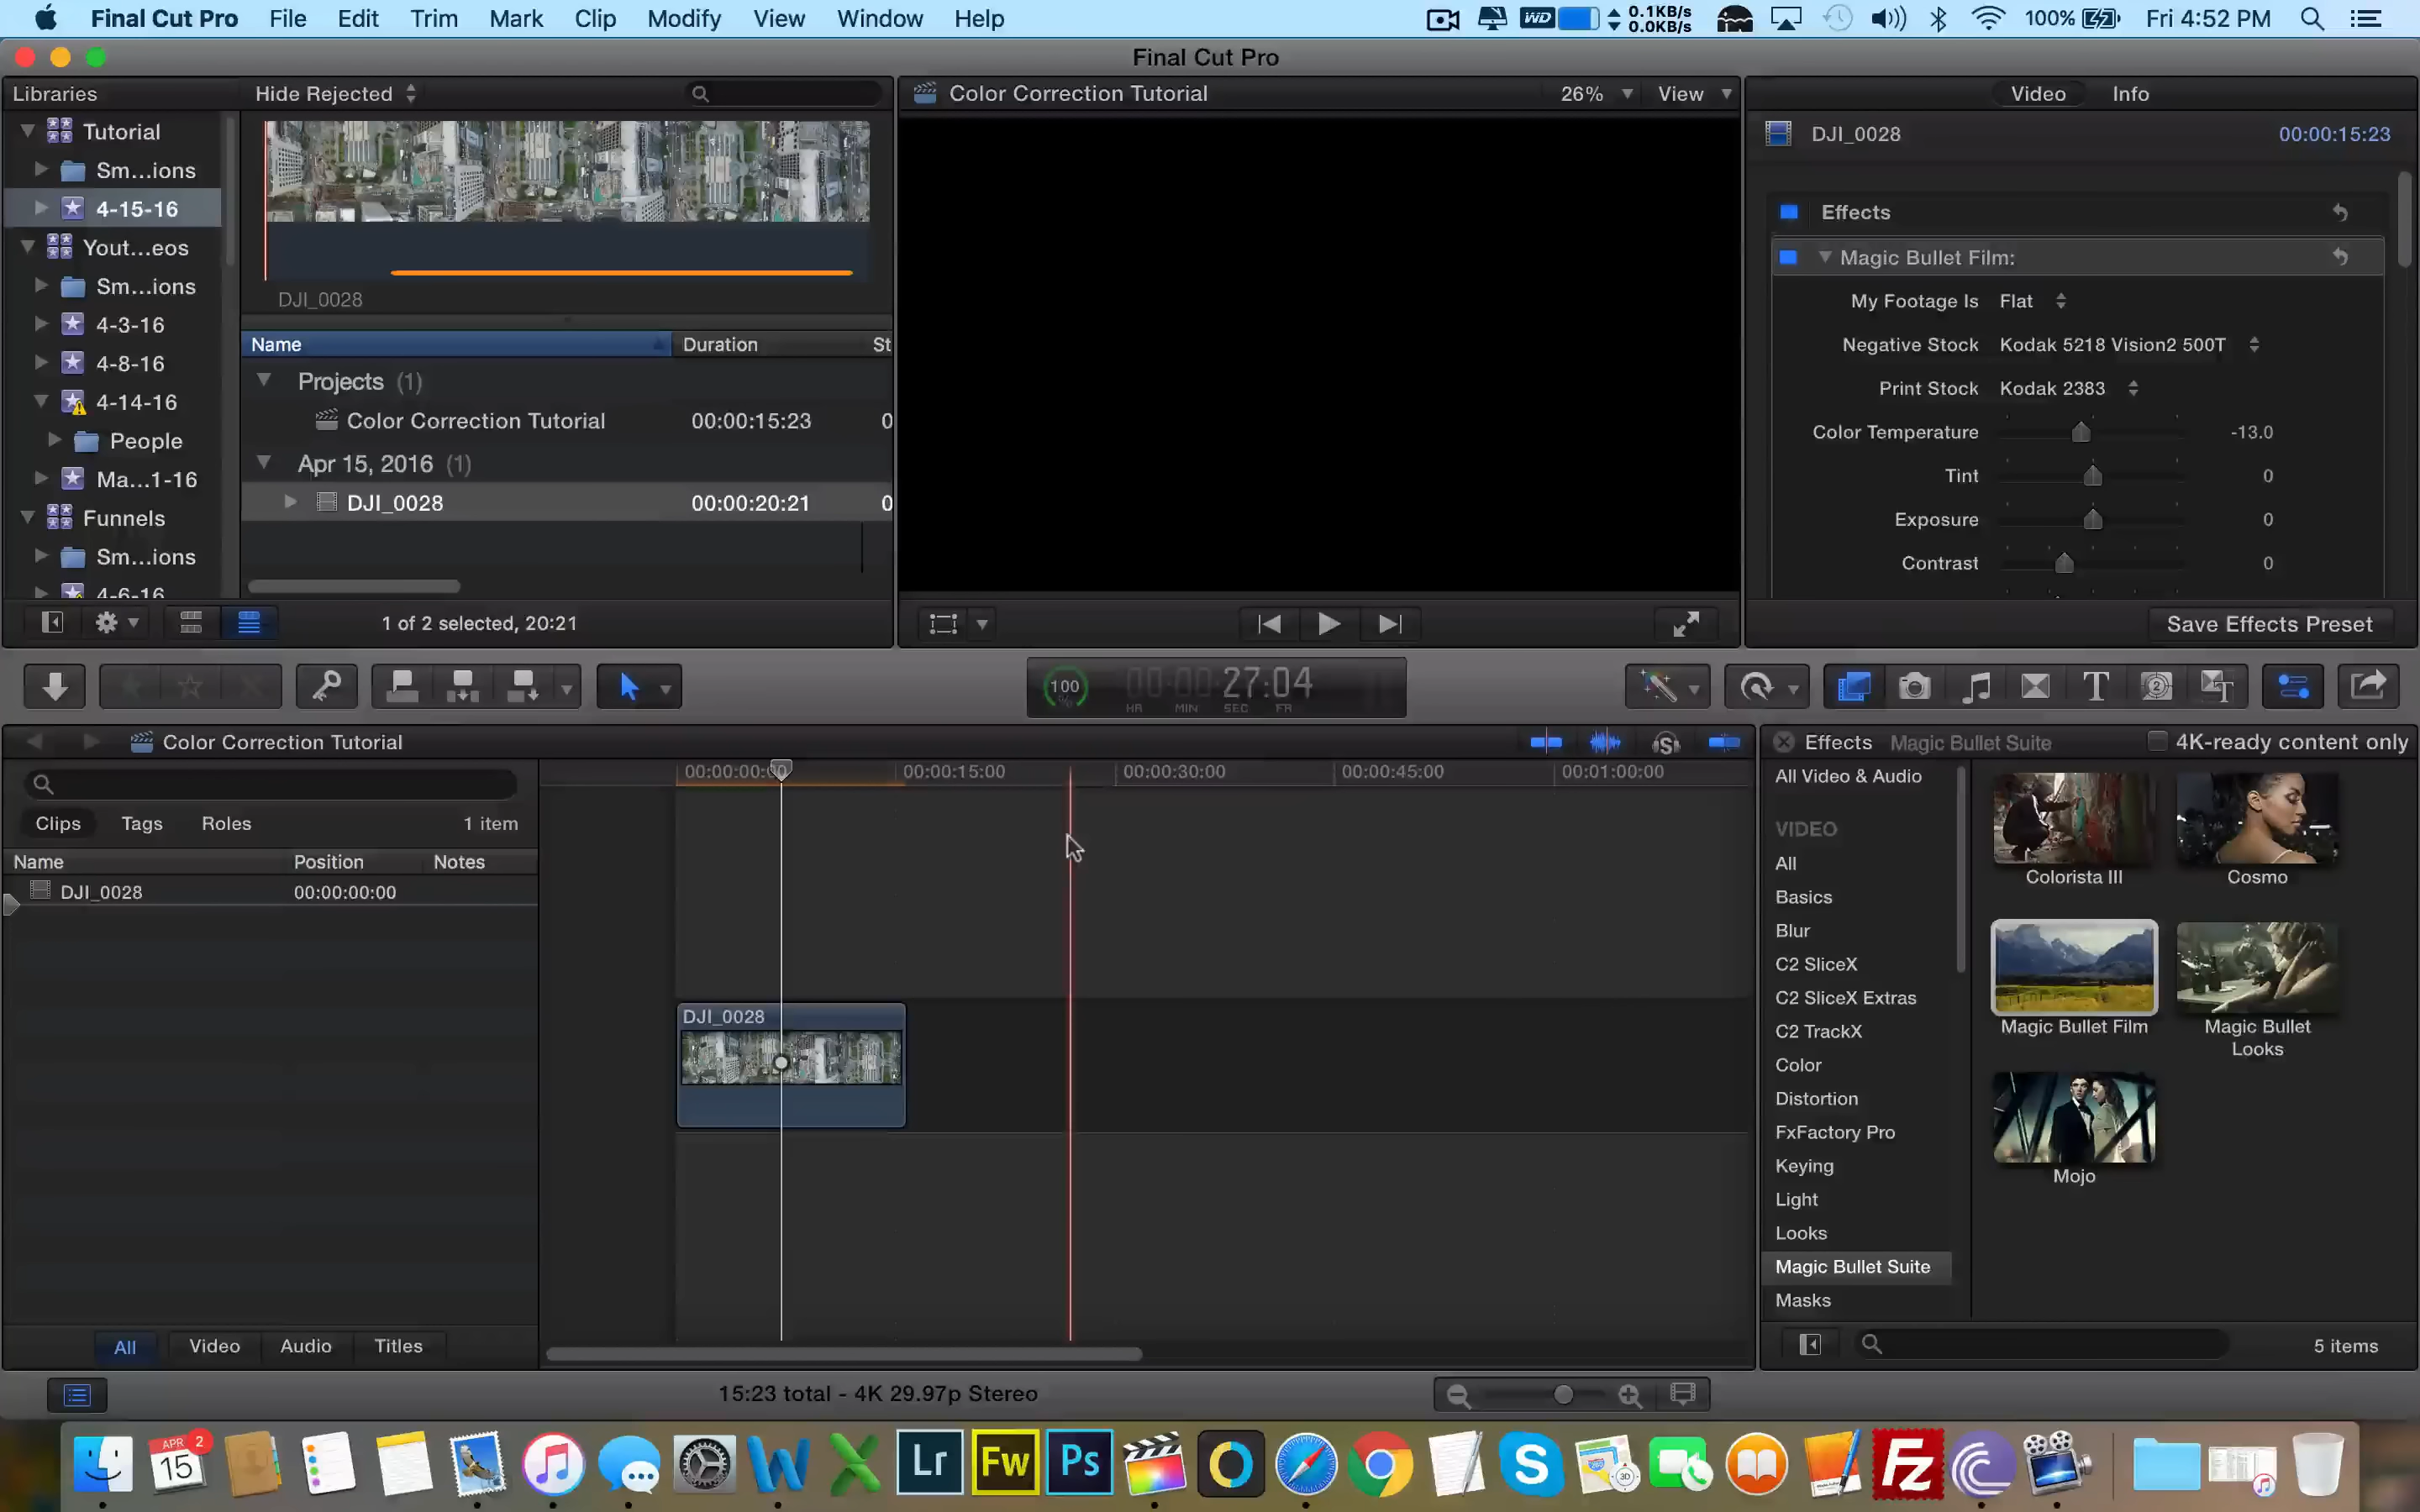 Final Cut Pro File Edit Trim Mark Clip Modify View Window Help WD 0.1KB/s 0.0KB/s 100% Fri 4:52 PM
Final Cut Pro
Libraries Hide Rejected Color Correction Tutorial 26% View Video Info
Tutorial
DJI_0028 00:00:15:23
Sm...ions
4-15-16
Effects
Yout...eos
Magic Bullet Film:
Sm...ions
DJI_0028
My Footage Is Flat
4-3-16
Name Duration St
Negative Stock Kodak 5218 Vision2 500T
4-8-16
Projects (1)
Print Stock Kodak 2383
4-14-16
Color Correction Tutorial 00:00:15:23 0
Color Temperature -13.0
People
Apr 15, 2016 (1)
Tint 0
Ma...1-16
DJI_0028 00:00:20:21 0
Exposure 0
Funnels
Sm...ions
Contrast 0
4-6-16
1 of 2 selected, 20:21
Save Effects Preset
100 % 00:00:27:04
HR MIN SEC FR
Color Correction Tutorial
Effects Magic Bullet Suite 4K-ready content only
00:00:00:00 00:00:15:00 00:00:30:00 00:00:45:00 00:01:00:00
Clips Tags Roles 1 item
Name Position Notes
DJI_0028 00:00:00:00
DJI_0028
All Video & Audio
VIDEO
All
Basics
Blur
C2 SliceX
C2 SliceX Extras
C2 TrackX
Color
Distortion
FxFactory Pro
Keying
Light
Looks
Magic Bullet Suite
Masks
Colorista III Cosmo
Magic Bullet Film Magic Bullet
Looks
Mojo
All Video Audio Titles
5 items
15:23 total - 4K 29.97p Stereo
APR 2
15
Lr Fw Ps
3D
S
Fz